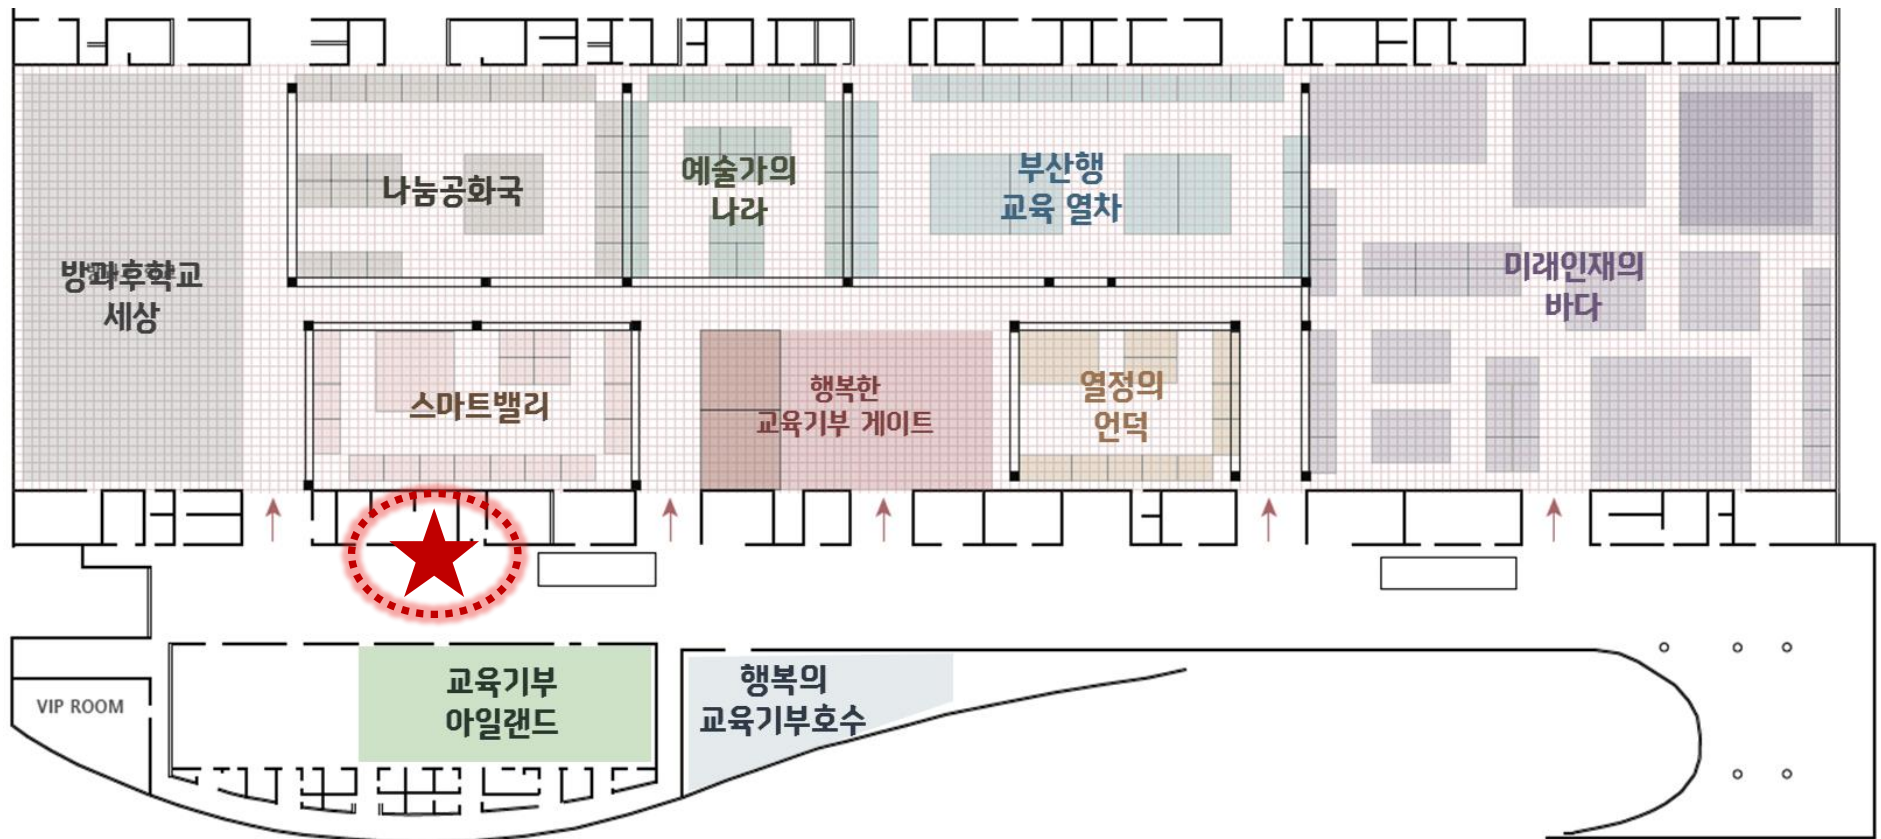 나눔공화국
예술가의
나라
부산행
교육 열차
방과후학교
세상
미래인재의
바다
스마트밸리
행복한
교육기부 게이트
열정의
언덕
교육기부
아일랜드
행복의
교육기부호수
VIP ROOM